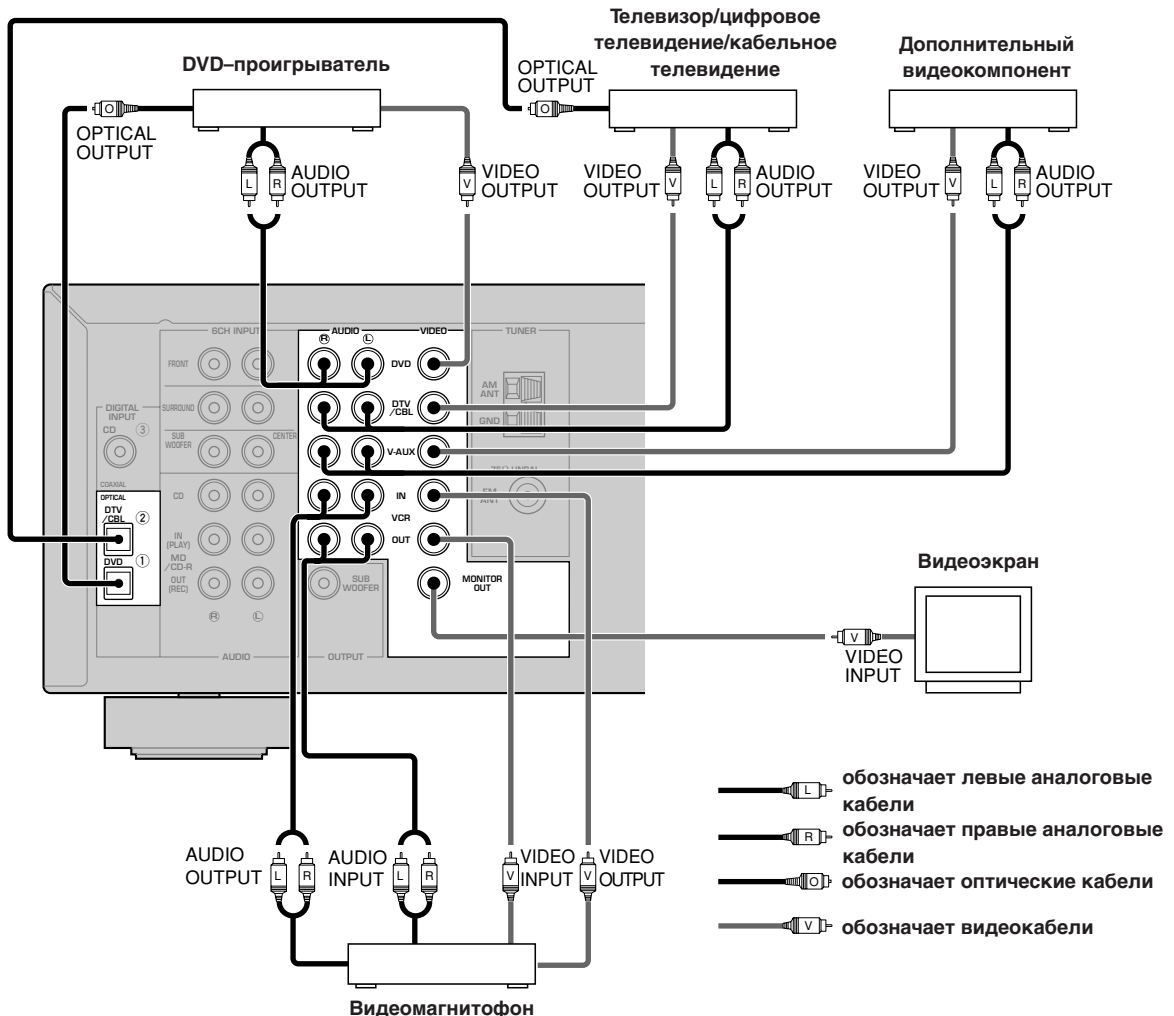 Телевизор/цифровое
телевидение/кабельное
телевидение
Дополнительный
видеокомпонент
DVD–проигрыватель
OPTICAL
OUTPUT
O
O
OPTICAL
OUTPUT
L
R
AUDIO
OUTPUT
V
VIDEO
OUTPUT
VIDEO
OUTPUT
V
L
R
AUDIO
OUTPUT
VIDEO
OUTPUT
V
L
R
AUDIO
OUTPUT
6CH INPUT
AUDIO
VIDEO
TUNER
R
L
FRONT
DVD
AM
ANT
GND
DIGITAL
INPUT
CD ③
SURROUND
DTV
/CBL
SUB
WOOFER
CENTER
V-AUX
75Ω UNBAL.
FM
ANT
COAXIAL
OPTICAL
DTV
/CBL ②
CD
IN
VCR
IN
(PLAY)
MD
/CD-R
OUT
(REC)
OUT
DVD ①
SUB
WOOFER
MONITOR
OUT
R
L
AUDIO
OUTPUT
Видеоэкран
V
VIDEO
INPUT
L
обозначает левые аналоговые
кабели
R
обозначает правые аналоговые
кабели
O
обозначает оптические кабели
V
обозначает видеокабели
AUDIO
OUTPUT
L
R
AUDIO
INPUT
L
R
V
VIDEO
INPUT
V
VIDEO
OUTPUT
Видеомагнитофон